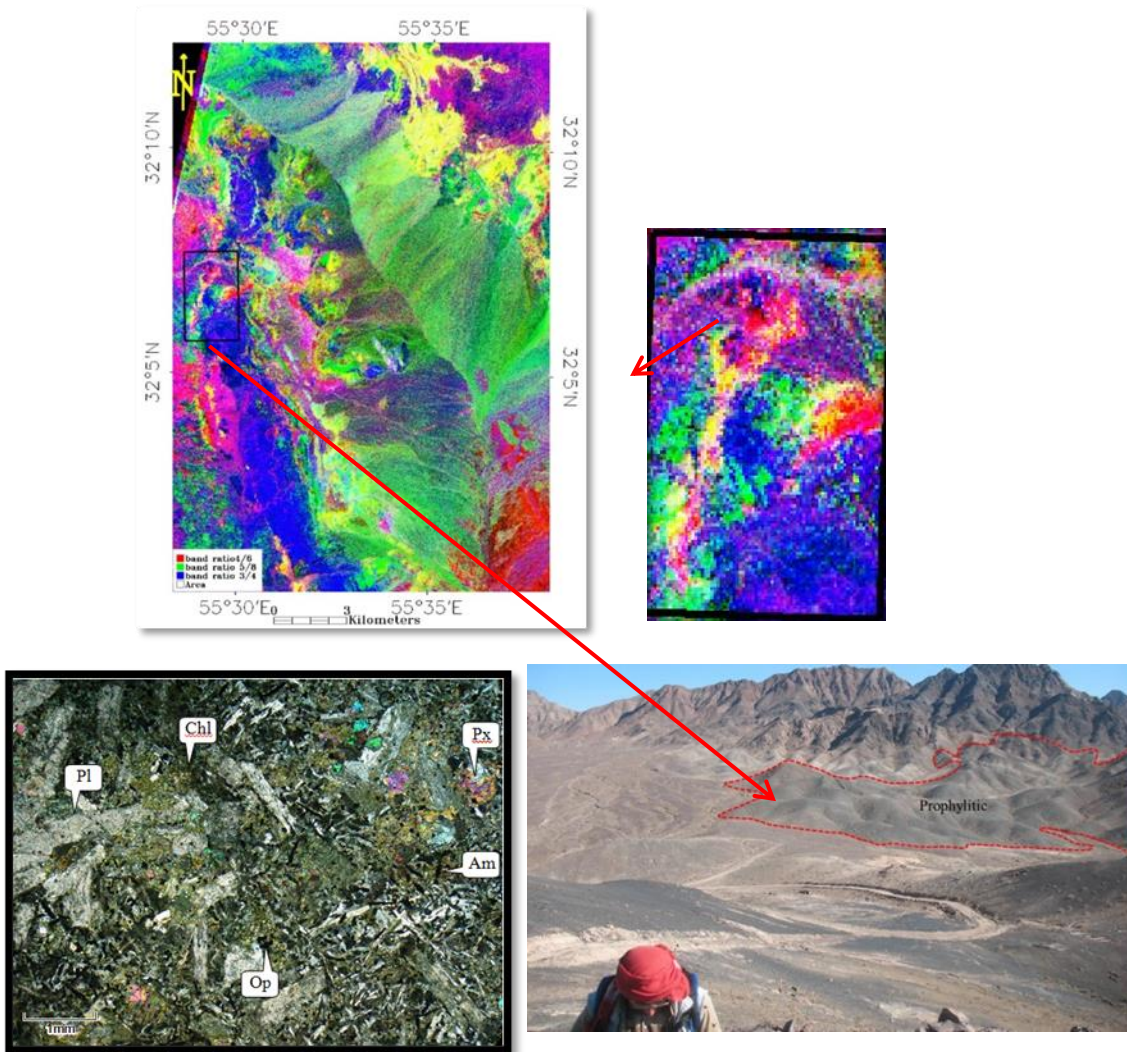 55°30'E 55°35'E
N
32°10'N
32°10'N
32°5'N
32°5'N
band ratio4/6
band ratio 5/8
band ratio 3/4
Area
55°30'E 55°35'E
0 3
Kilometers
Chl
Px
Pl
Am
Op
1mm
Prophylitic